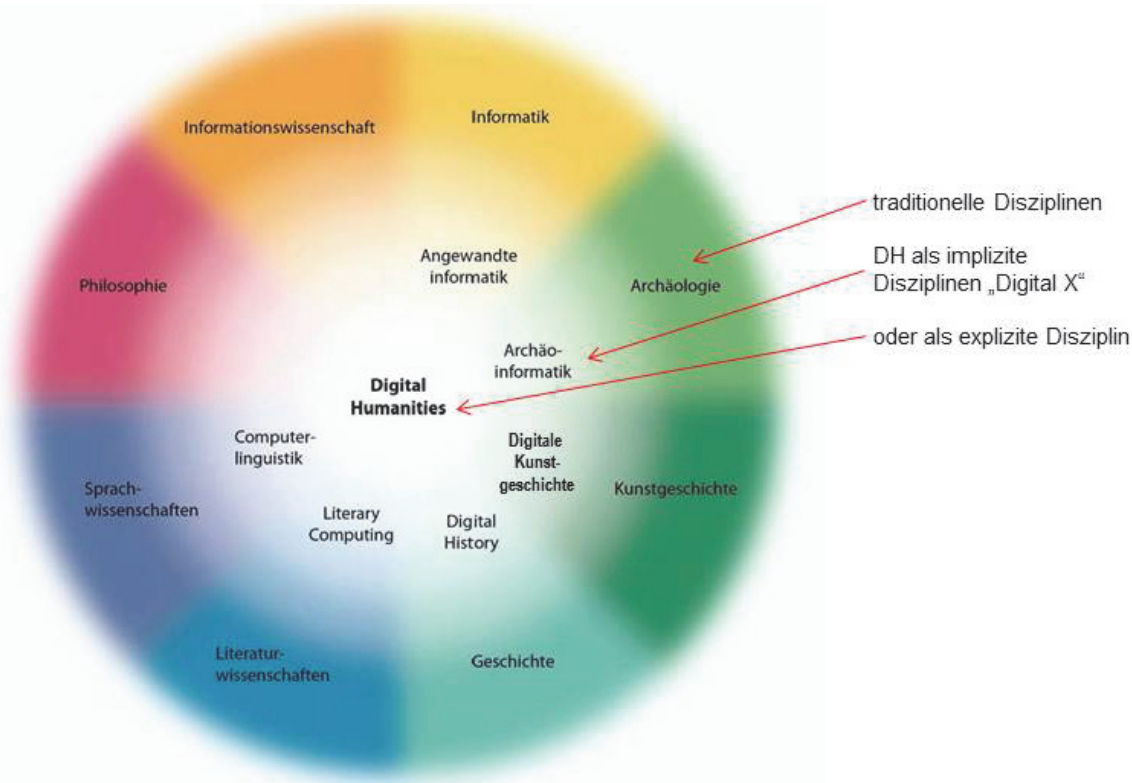 Informationswissenschaft
Informatik
traditionelle Disziplinen
Angewandte
informatik
DH als implizite
Disziplinen „Digital X“
Philosophie
Archäologie
oder als explizite Disziplin
Archäo-
informatik
Digital
Humanities
Computer-
linguistik
Digitale
Kunst-
geschichte
Sprach-
wissenschaften
Kunstgeschichte
Literary
Computing
Digital
History
Literatur-
wissenschaften
Geschichte